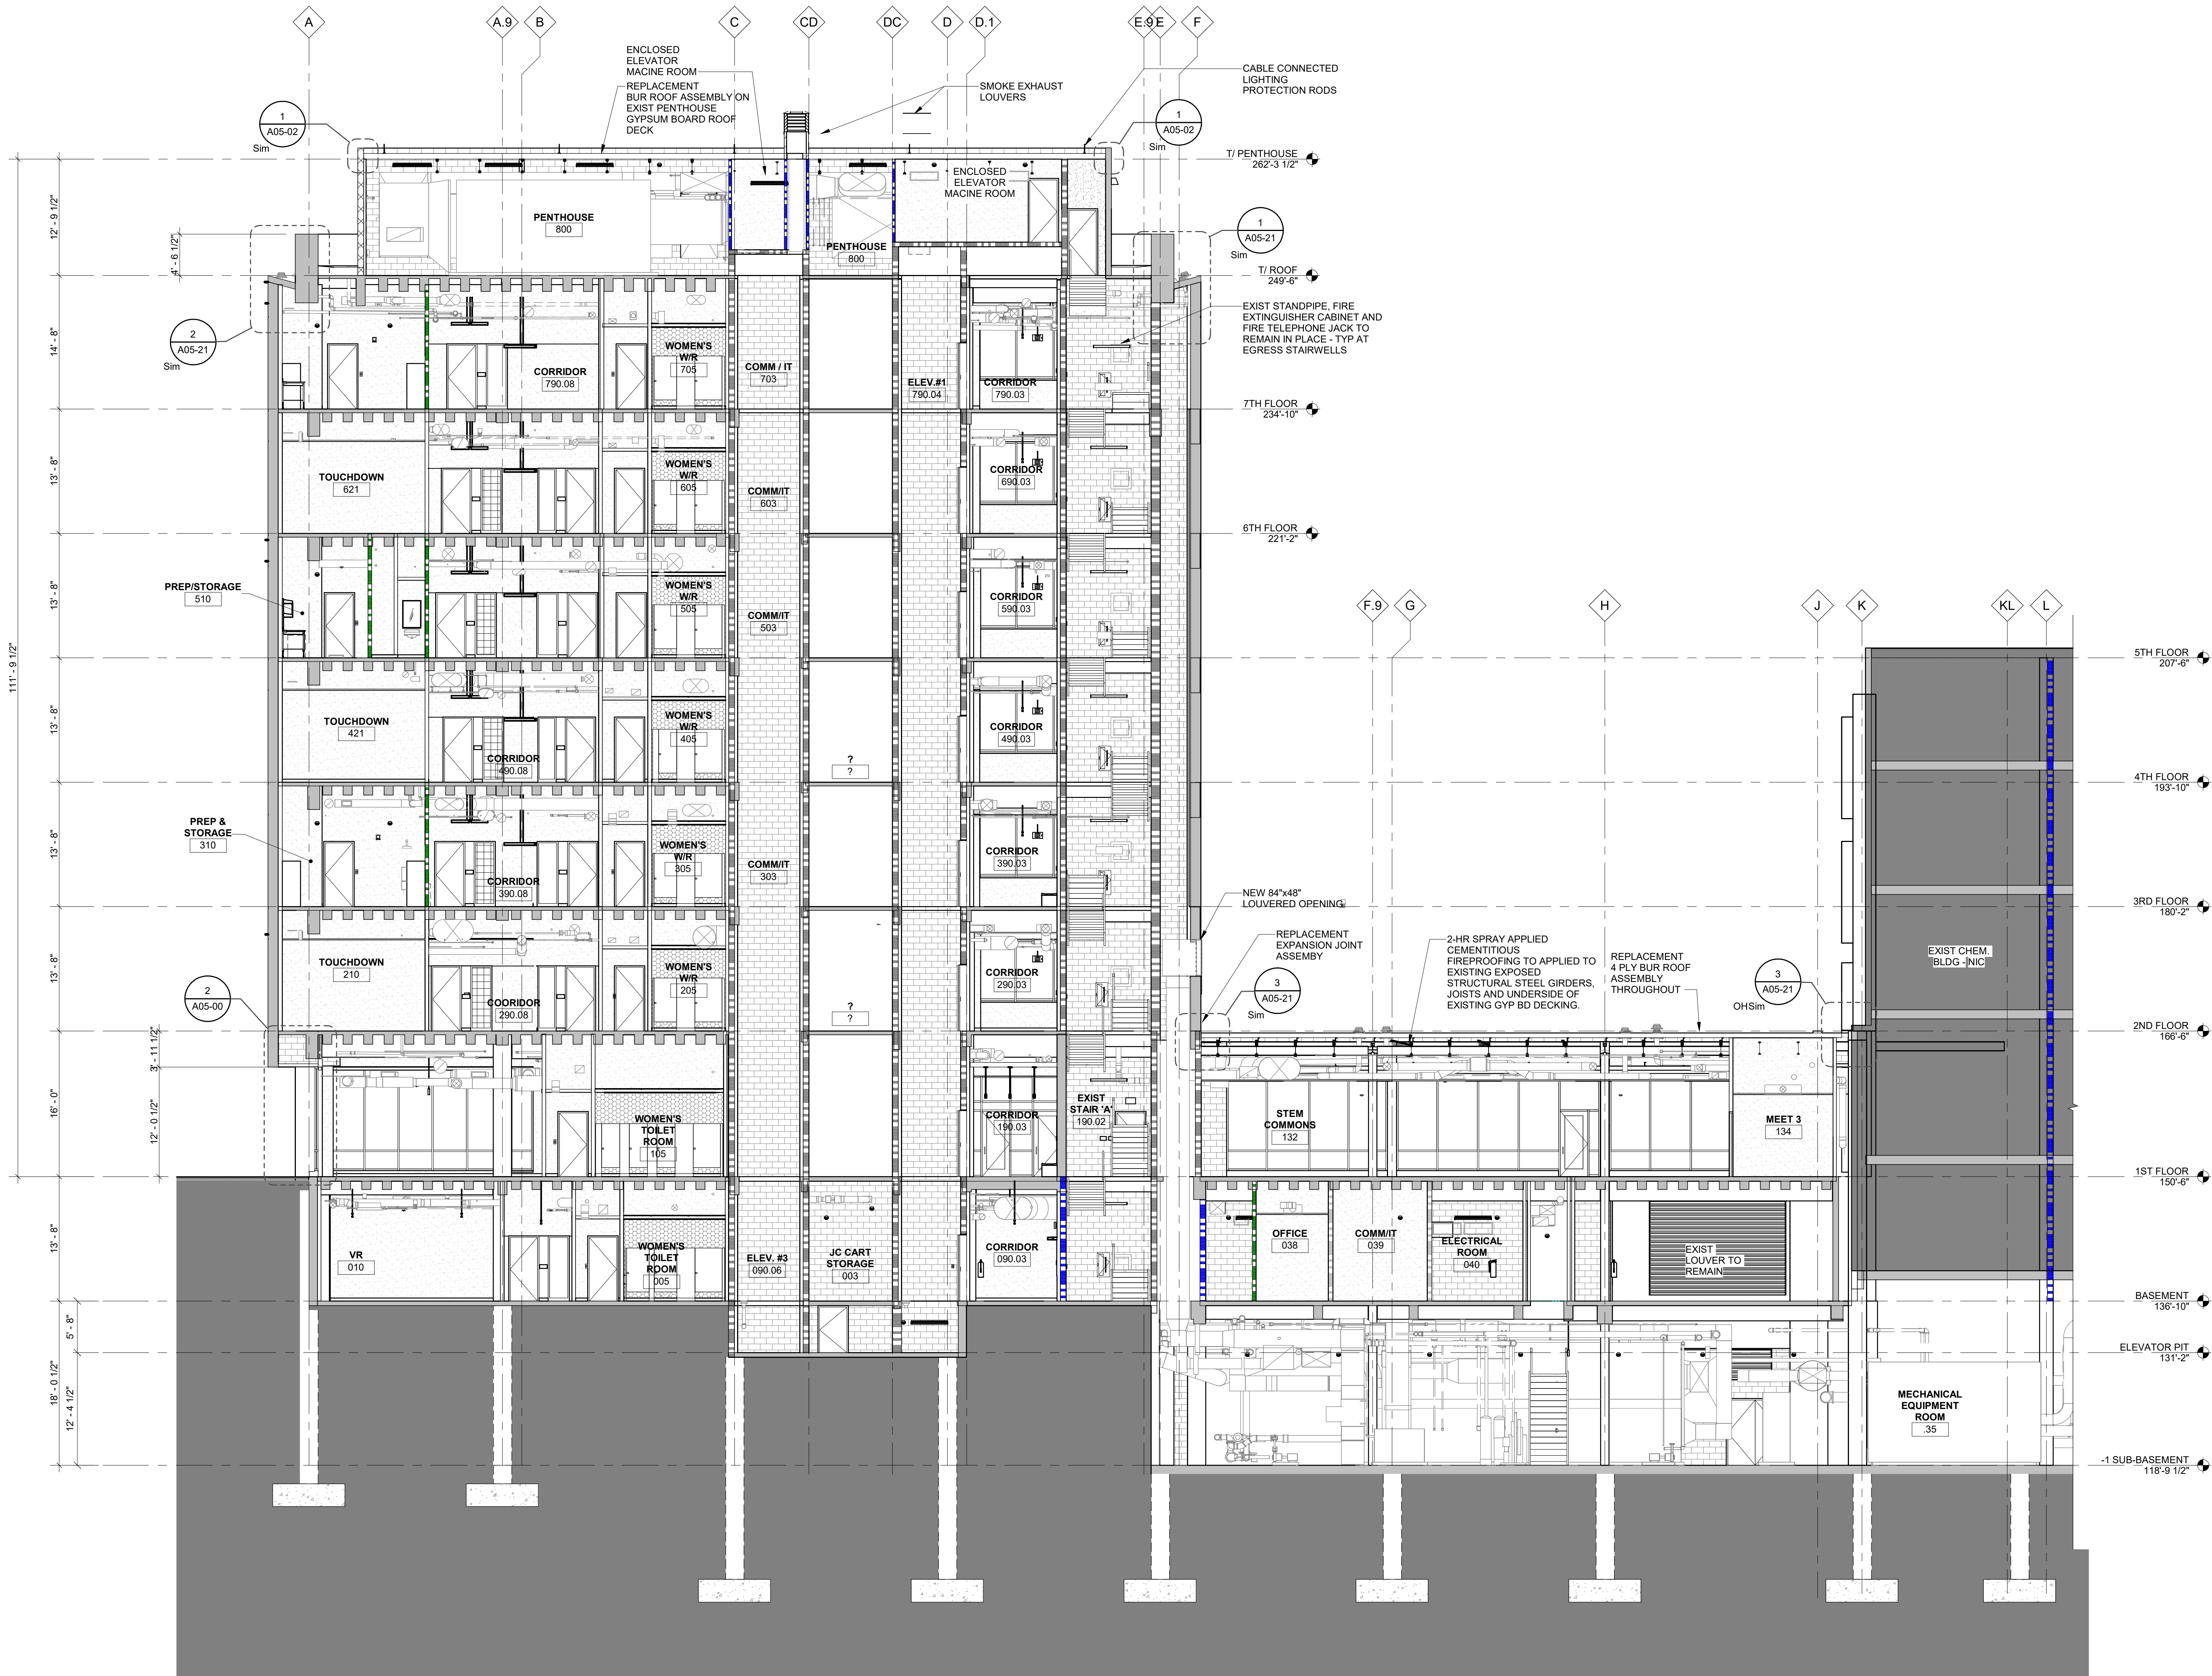 A
A.9
B
C
CD
DC
D
D.1
E.9
E
F
ENCLOSED
ELEVATOR
MACINE ROOM
REPLACEMENT
BUR ROOF ASSEMBLY ON
EXIST PENTHOUSE
GYPSUM BOARD ROOF
DECK
SMOKE EXHAUST
LOUVERS
CABLE CONNECTED
LIGHTING
PROTECTION RODS
1
A05-02
Sim
1
A05-02
Sim
T/ PENTHOUSE
262'-3 1/2"
ENCLOSED
ELEVATOR
MACINE ROOM
PENTHOUSE
800
PENTHOUSE
800
12' - 9 1/2"
4' - 6 1/2"
1
A05-21
Sim
T/ ROOF
249'-6"
EXIST STANDPIPE, FIRE
EXTINGUISHER CABINET AND
FIRE TELEPHONE JACK TO
REMAIN IN PLACE - TYP AT
EGRESS STAIRWELLS
2
A05-21
Sim
14' - 8"
CORRIDOR
790.08
WOMEN'S
W/R
705
COMM / IT
703
ELEV.#1
790.04
CORRIDOR
790.03
7TH FLOOR
234'-10"
13' - 8"
TOUCHDOWN
621
WOMEN'S
W/R
605
COMM/IT
603
CORRIDOR
690.03
6TH FLOOR
221'-2"
13' - 8"
PREP/STORAGE
510
WOMEN'S
W/R
505
COMM/IT
503
CORRIDOR
590.03
F.9
G
H
J
K
KL
L
5TH FLOOR
207'-6"
111' - 9 1/2"
13' - 8"
TOUCHDOWN
421
CORRIDOR
490.08
WOMEN'S
W/R
405
?
?
CORRIDOR
490.03
4TH FLOOR
193'-10"
13' - 8"
PREP &
STORAGE
310
CORRIDOR
390.08
WOMEN'S
W/R
305
COMM/IT
303
CORRIDOR
390.03
NEW 84"x48"
LOUVERED OPENING
3RD FLOOR
180'-2"
13' - 8"
TOUCHDOWN
210
COORIDOR
290.08
WOMEN'S
W/R
205
?
?
CORRIDOR
290.03
REPLACEMENT
EXPANSION JOINT
ASSEMBY
3
A05-21
Sim
2-HR SPRAY APPLIED
CEMENTITIOUS
FIREPROOFING TO APPLIED TO
EXISTING EXPOSED
STRUCTURAL STEEL GIRDERS,
JOISTS AND UNDERSIDE OF
EXISTING GYP BD DECKING.
REPLACEMENT
4 PLY BUR ROOF
ASSEMBLY
THROUGHOUT
3
A05-21
OHSim
EXIST CHEM.
BLDG - NIC
2
A05-00
2ND FLOOR
166'-6"
3' - 11 1/2"
16' - 0"
12' - 0 1/2"
WOMEN'S
TOILET
ROOM
105
CORRIDOR
190.03
EXIST
STAIR 'A'
190.02
STEM
COMMONS
132
MEET 3
134
1ST FLOOR
150'-6"
13' - 8"
VR
010
WOMEN'S
TOILET
ROOM
005
ELEV. #3
090.06
JC CART
STORAGE
003
CORRIDOR
090.03
OFFICE
038
COMM/IT
039
ELECTRICAL
ROOM
040
EXIST
LOUVER TO
REMAIN
BASEMENT
136'-10"
5' - 8"
18' - 0 1/2"
12' - 4 1/2"
ELEVATOR PIT
131'-2"
MECHANICAL
EQUIPMENT
ROOM
.35
-1 SUB-BASEMENT
118'-9 1/2"